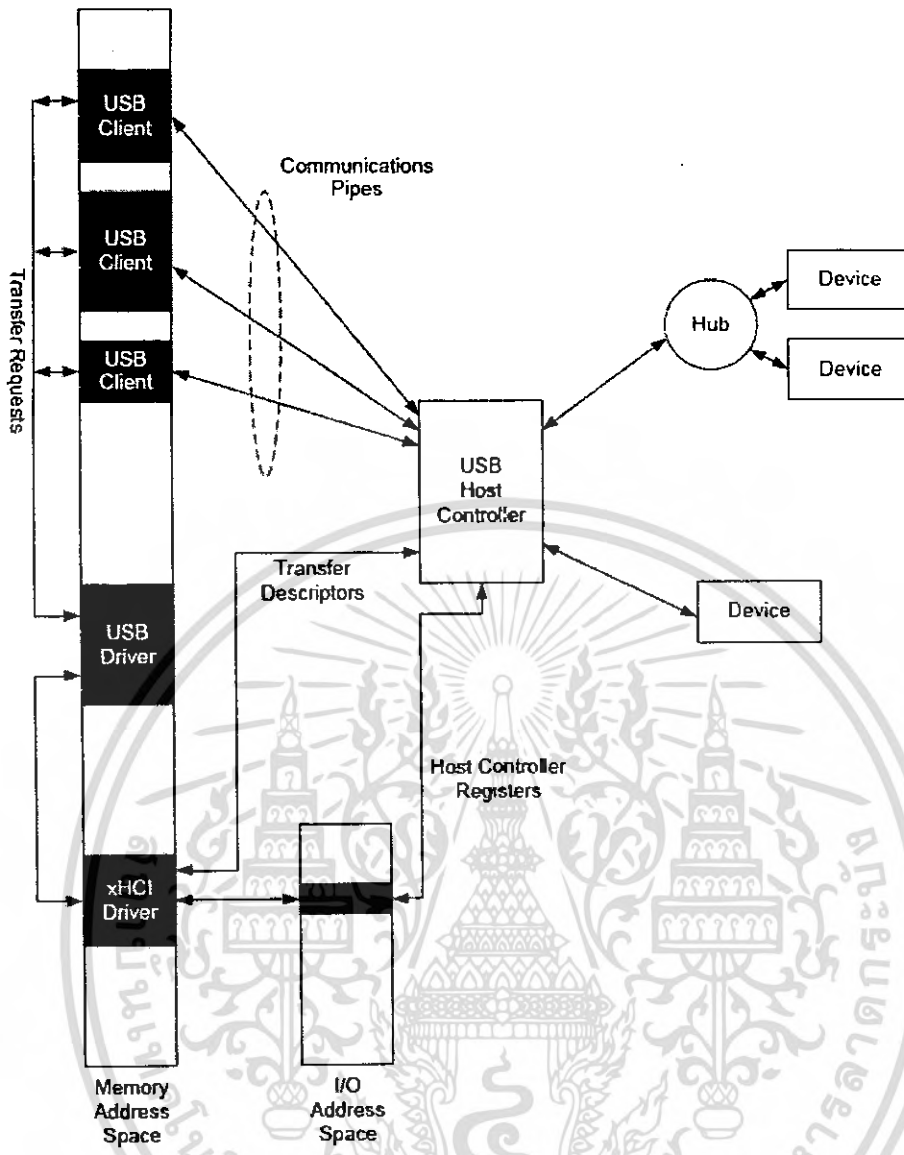 USB
Client
USB
Client
USB
Client
Transfer Requests
Communications
Pipes
Hub
Device
Device
USB
Host
Controller
Device
Transfer
Descriptors
USB
Driver
Host Controller
Registers
xHCI
Driver
Memory
Address
Space
I/O
Address
Space